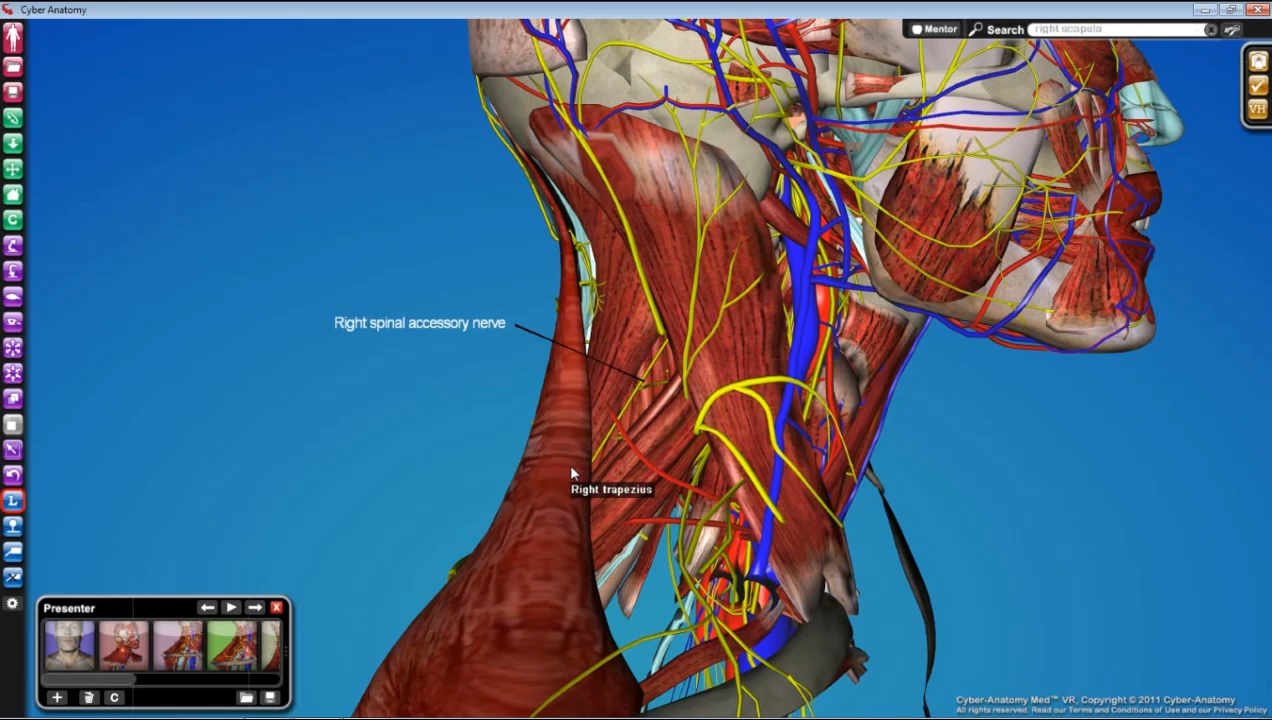 Cyber Anatomy
Mentor
Search
right scapula
VH
Right spinal accessory nerve
Right trapezius
C
L
Presenter
C
Cyber-Anatomy Med™ VR, Copyright © 2011 Cyber-Anatomy
All rights reserved. Read our Terms and Conditions of Use and our Privacy Policy